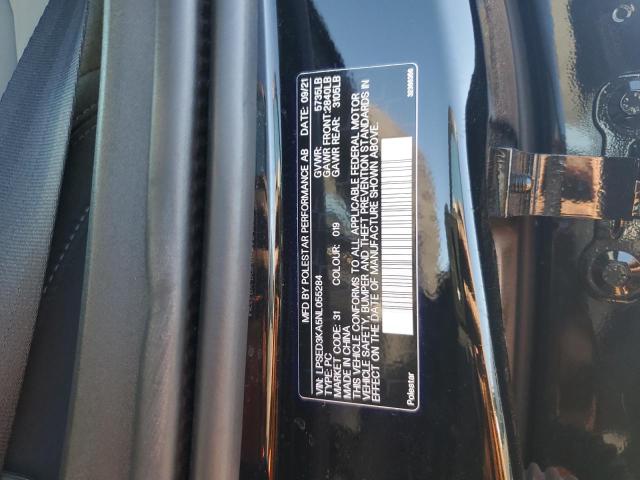 MFD BY POLESTAR PERFORMANCE AB DATE: 09/21
VIN: LPSED3KA5NL055284 GVWR: 5735LB
TYPE: PC GAWR FRONT:2840LB
MARKET CODE: 31 COLOUR: 019 GAWR REAR: 3105LB
MADE IN CHINA
THIS VEHICLE CONFORMS TO ALL APPLICABLE FEDERAL MOTOR
VEHICLE SAFETY, BUMPER AND THEFT PREVENTION STANDARDS IN
EFFECT ON THE DATE OF MANUFACTURE SHOWN ABOVE.
Polestar